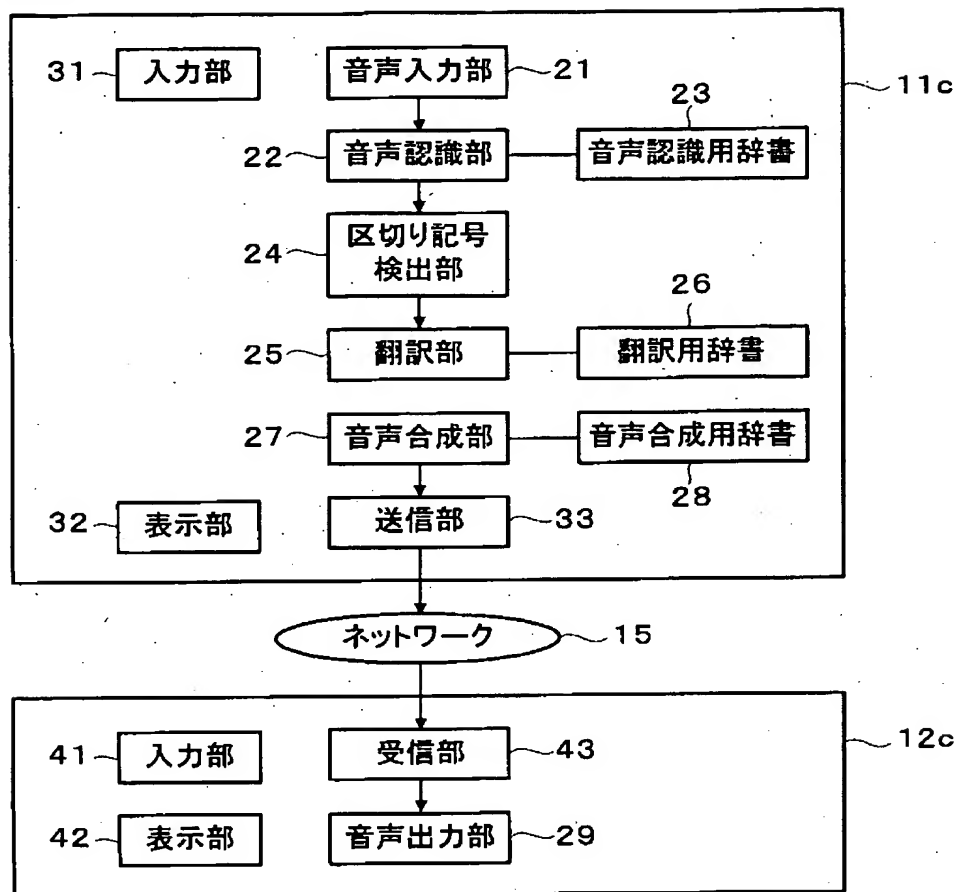 31 入力部 音声入力部 21
11c
23
22 音声認識部 音声認識用辞書
24 区切り記号
検出部
26
25 翻訳部 翻訳用辞書
27 音声合成部 音声合成用辞書
28
32 表示部 送信部 33
ネットワーク 15
12c
41 入力部 受信部 43
42 表示部 音声出力部 29